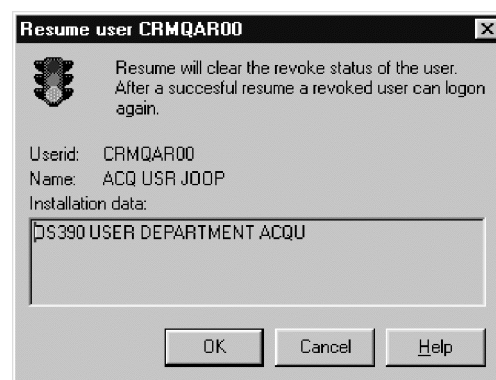 Resume user CRMQAR00
Resume will clear the revoke status of the user.
After a succesful resume a revoked user can logon
again.
Userid: CRMQAR00
Name: ACQ USR JOOP
Installation data:
OS390 USER DEPARTMENT ACQU
OK Cancel Help